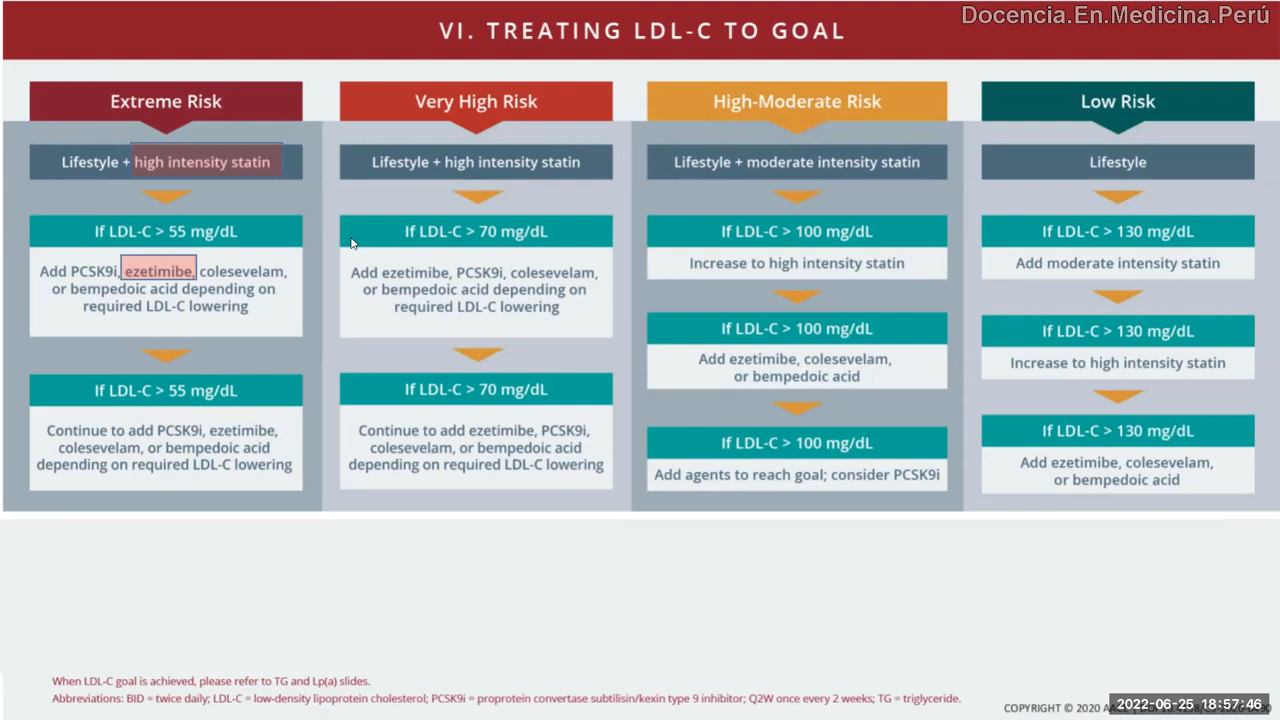 Docencia.En.Medicina.Perú
VI. TREATING LDL-C TO GOAL
Extreme Risk
Lifestyle + high intensity statin
If LDL-C > 55 mg/dL
Add PCSK9i, ezetimibe, colesevelam,
or bempedoic acid depending on
required LDL-C lowering
If LDL-C > 55 mg/dL
Continue to add PCSK9i, ezetimibe,
colesevelam, or bempedoic acid
depending on required LDL-C lowering
Very High Risk
Lifestyle + high intensity statin
If LDL-C > 70 mg/dL
Add ezetimibe, PCSK9i, colesevelam,
or bempedoic acid depending on
required LDL-C lowering
If LDL-C > 70 mg/dL
Continue to add ezetimibe, PCSK9i,
colesevelam, or bempedoic acid
depending on required LDL-C lowering
High-Moderate Risk
Lifestyle + moderate intensity statin
If LDL-C > 100 mg/dL
Increase to high intensity statin
If LDL-C > 100 mg/dL
Add ezetimibe, colesevelam,
or bempedoic acid
If LDL-C > 100 mg/dL
Add agents to reach goal; consider PCSK9i
Low Risk
Lifestyle
If LDL-C > 130 mg/dL
Add moderate intensity statin
If LDL-C > 130 mg/dL
Increase to high intensity statin
If LDL-C > 130 mg/dL
Add ezetimibe, colesevelam,
or bempedoic acid
When LDL-C goal is achieved, please refer to TG and Lp(a) slides.
Abbreviations: BID = twice daily; LDL-C = low-density lipoprotein cholesterol; PCSK9i = proprotein convertase subtilisin/kexin type 9 inhibitor; Q2W once every 2 weeks; TG = triglyceride.
COPYRIGHT © 2020
2022-06-25 18:57:46